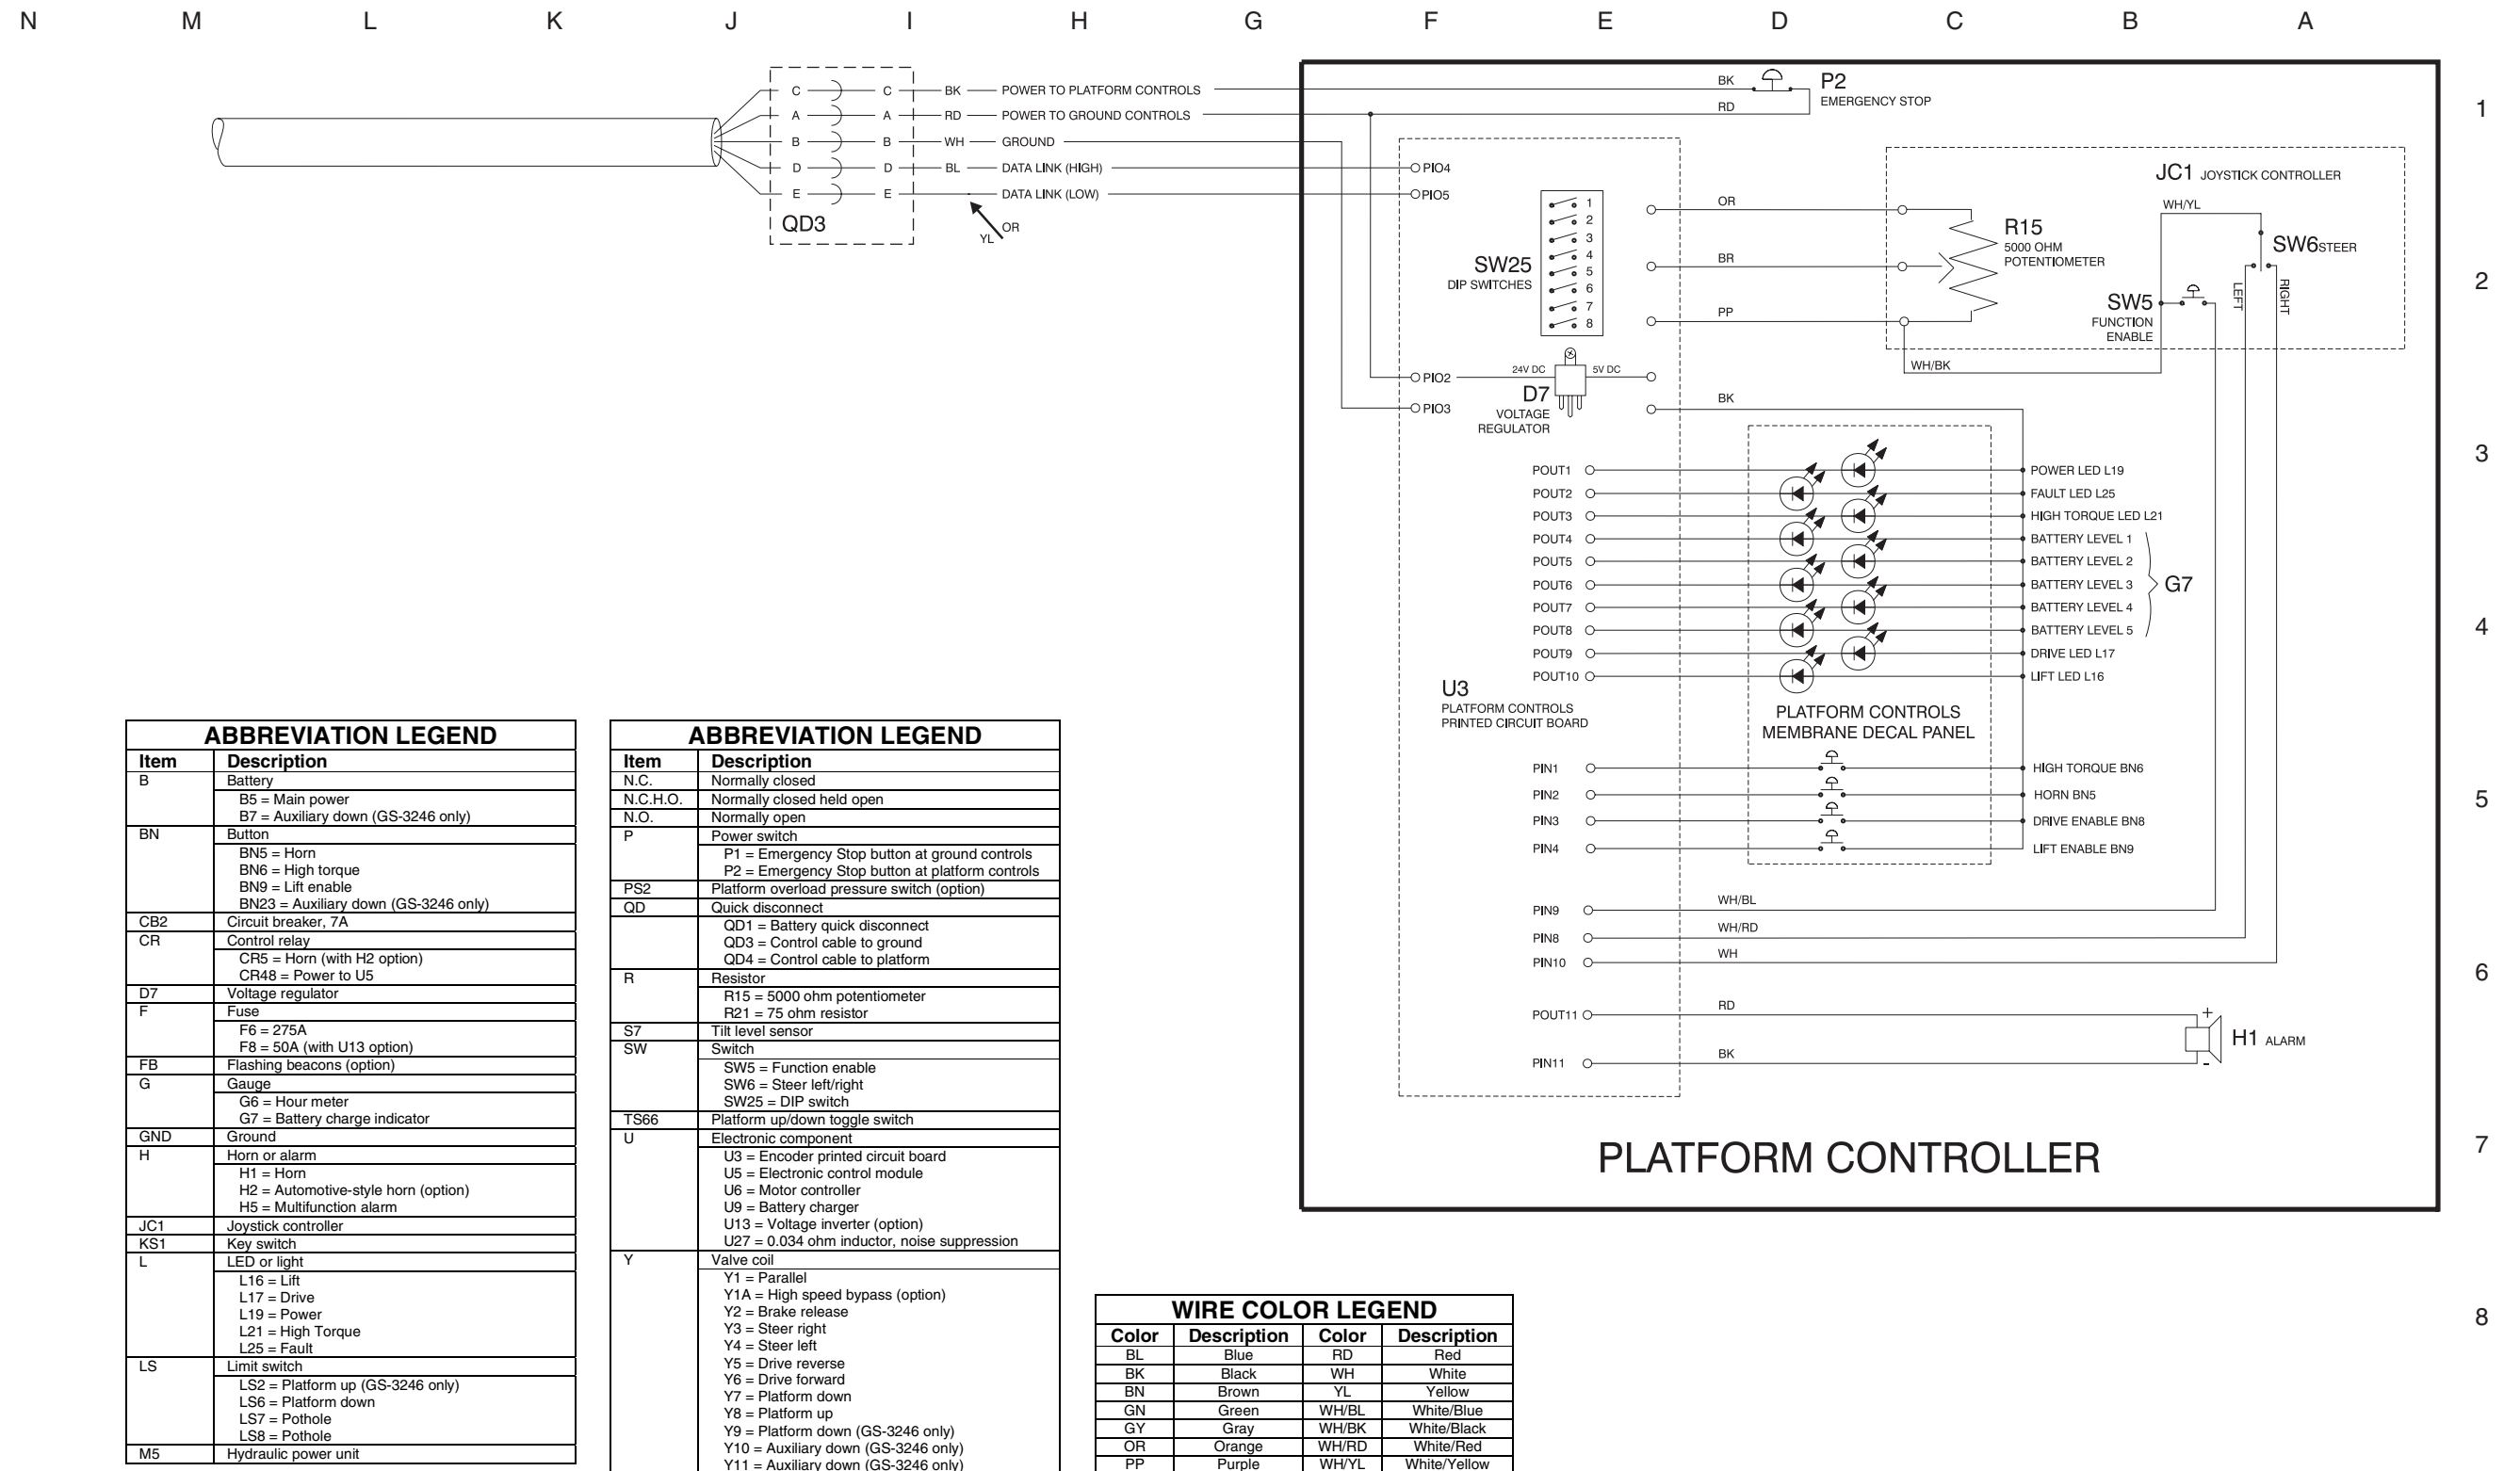 N M L K J I H G F E D C B A
1
2
3
4
5
6
7
8
C C BK POWER TO PLATFORM CONTROLS
A A RD POWER TO GROUND CONTROLS
B B WH GROUND
D D BL DATA LINK (HIGH)
E E DATA LINK (LOW)
QD3
YL OR
BK
RD
P2
EMERGENCY STOP
PIO4
PIO5
SW25
DIP SWITCHES
1
2
3
4
5
6
7
8
OR
BR
PP
JC1 JOYSTICK CONTROLLER
R15
5000 OHM
POTENTIOMETER
WH/YL
SW6 STEER
LEFT
RIGHT
SW5
FUNCTION
ENABLE
WH/BK
PIO2
24V DC
5V DC
D7
VOLTAGE
REGULATOR
PIO3
BK
POUT1 POWER LED L19
POUT2 FAULT LED L25
POUT3 HIGH TORQUE LED L21
POUT4 BATTERY LEVEL 1
POUT5 BATTERY LEVEL 2
POUT6 BATTERY LEVEL 3
G7
POUT7 BATTERY LEVEL 4
POUT8 BATTERY LEVEL 5
POUT9 DRIVE LED L17
POUT10 LIFT LED L16
U3
PLATFORM CONTROLS
PRINTED CIRCUIT BOARD
PLATFORM CONTROLS
MEMBRANE DECAL PANEL
PIN1 HIGH TORQUE BN6
PIN2 HORN BN5
PIN3 DRIVE ENABLE BN8
PIN4 LIFT ENABLE BN9
PIN9 WH/BL
PIN8 WH/RD
PIN10 WH
POUT11 RD
PIN11 BK
+
-
H1 ALARM
PLATFORM CONTROLLER
ABBREVIATION LEGEND
Item Description
B Battery
B5 = Main power
B7 = Auxiliary down (GS-3246 only)
BN Button
BN5 = Horn
BN6 = High torque
BN9 = Lift enable
BN23 = Auxiliary down (GS-3246 only)
CB2 Circuit breaker, 7A
CR Control relay
CR5 = Horn (with H2 option)
CR48 = Power to U5
D7 Voltage regulator
F Fuse
F6 = 275A
F8 = 50A (with U13 option)
FB Flashing beacons (option)
G Gauge
G6 = Hour meter
G7 = Battery charge indicator
GND Ground
H Horn or alarm
H1 = Horn
H2 = Automotive-style horn (option)
H5 = Multifunction alarm
JC1 Joystick controller
KS1 Key switch
L LED or light
L16 = Lift
L17 = Drive
L19 = Power
L21 = High Torque
L25 = Fault
LS Limit switch
LS2 = Platform up (GS-3246 only)
LS6 = Platform down
LS7 = Pothole
LS8 = Pothole
M5 Hydraulic power unit
ABBREVIATION LEGEND
Item Description
N.C. Normally closed
N.C.H.O. Normally closed held open
N.O. Normally open
P Power switch
P1 = Emergency Stop button at ground controls
P2 = Emergency Stop button at platform controls
PS2 Platform overload pressure switch (option)
QD Quick disconnect
QD1 = Battery quick disconnect
QD3 = Control cable to ground
QD4 = Control cable to platform
R Resistor
R15 = 5000 ohm potentiometer
R21 = 75 ohm resistor
S7 Tilt level sensor
SW Switch
SW5 = Function enable
SW6 = Steer left/right
SW25 = DIP switch
TS66 Platform up/down toggle switch
U Electronic component
U3 = Encoder printed circuit board
U5 = Electronic control module
U6 = Motor controller
U9 = Battery charger
U13 = Voltage inverter (option)
U27 = 0.034 ohm inductor, noise suppression
Y Valve coil
Y1 = Parallel
Y1A = High speed bypass (option)
Y2 = Brake release
Y3 = Steer right
Y4 = Steer left
Y5 = Drive reverse
Y6 = Drive forward
Y7 = Platform down
Y8 = Platform up
Y9 = Platform down (GS-3246 only)
Y10 = Auxiliary down (GS-3246 only)
Y11 = Auxiliary down (GS-3246 only)
WIRE COLOR LEGEND
Color Description Color Description
BL Blue RD Red
BK Black WH White
BN Brown YL Yellow
GN Green WH/BL White/Blue
GY Gray WH/BK White/Black
OR Orange WH/RD White/Red
PP Purple WH/YL White/Yellow